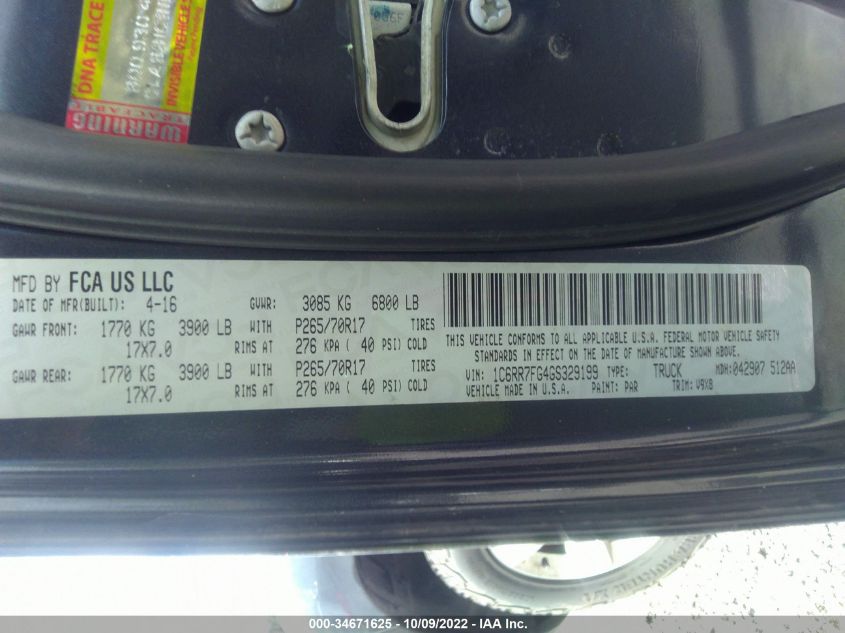 DNA TRACE
TRACEABLE
WARNING
INVISIBLEVEHICLE
MFD BY FCA US LLC
DATE OF MFR(BUILT): 4-16 GVWR: 3085 KG 6800 LB
GAWR FRONT: 1770 KG 3900 LB WITH P265/70R17 TIRES
17X7.0 RIMS AT 276 KPA ( 40 PSI) COLD
GAWR REAR: 1770 KG 3900 LB WITH P265/70R17 TIRES
17X7.0 RIMS AT 276 KPA ( 40 PSI) COLD
THIS VEHICLE CONFORMS TO ALL APPLICABLE U.S.A. FEDERAL MOTOR VEHICLE SAFETY
STANDARDS IN EFFECT ON THE DATE OF MANUFACTURE SHOWN ABOVE.
VIN: 1C6RR7FG4GS329199 TYPE: TRUCK MDH:042907 512AA
VEHICLE MADE IN U.S.A. PAINT: PAR TRIM: V9X8
000-34671625 - 10/09/2022 - IAA Inc.